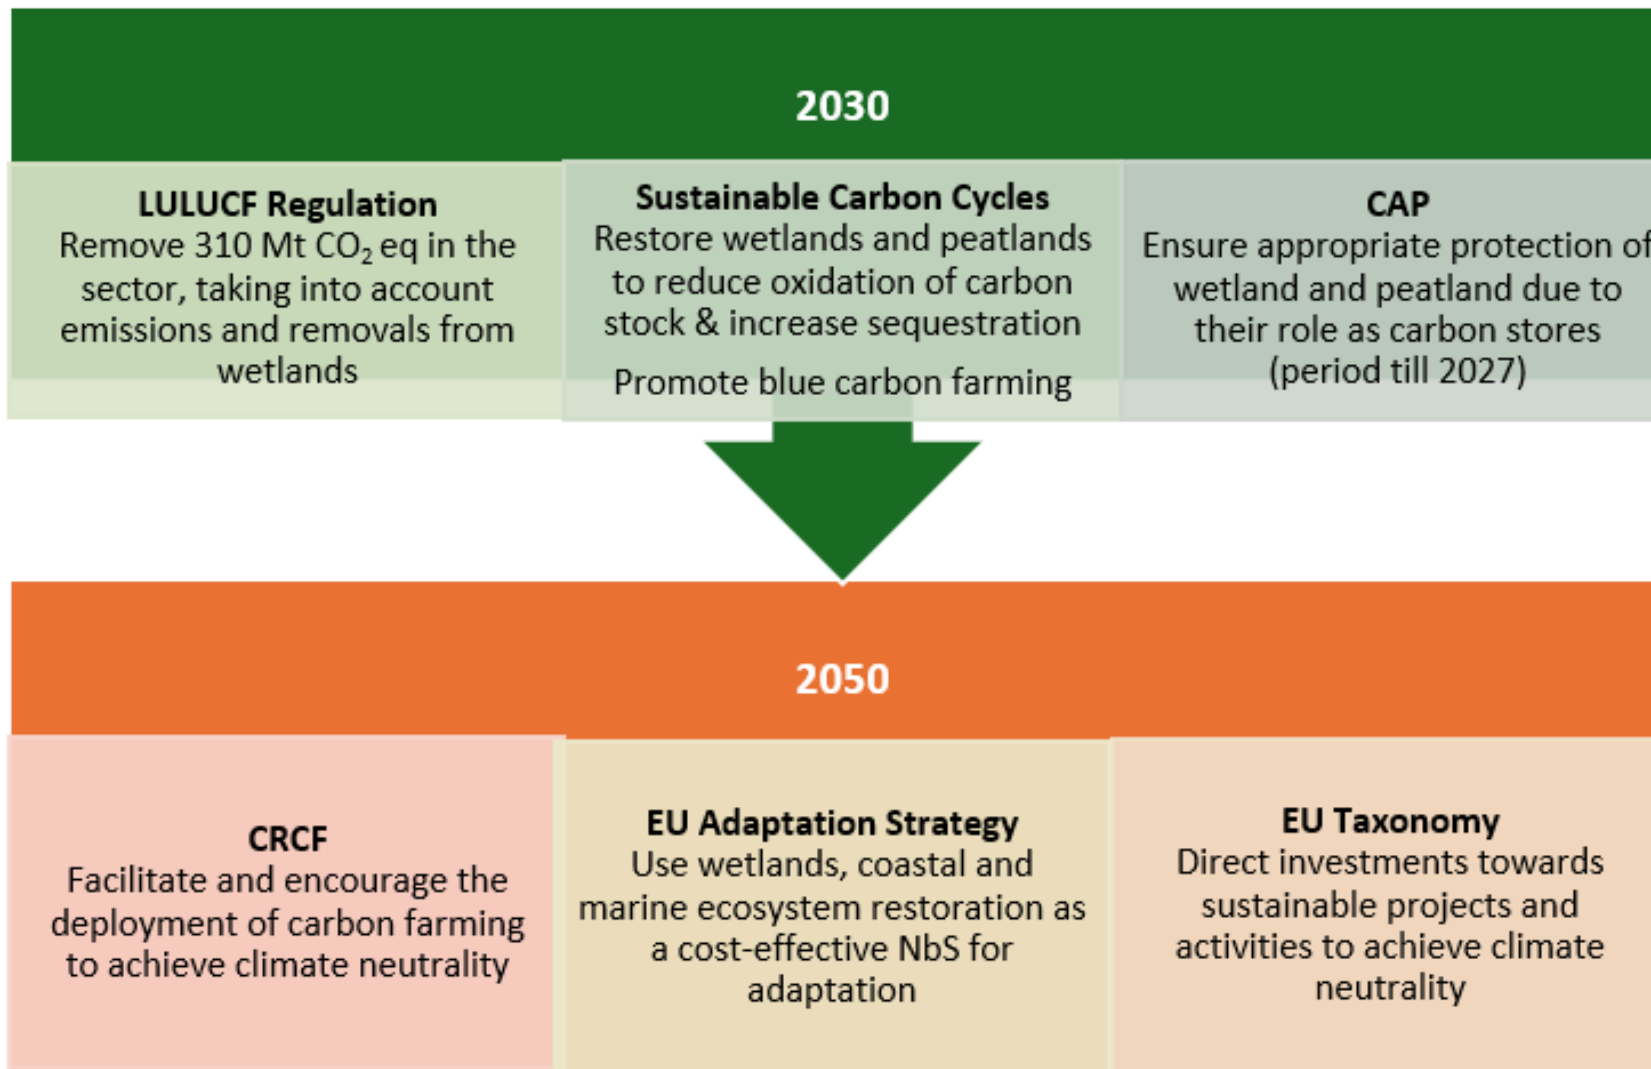 2030
LULUCF Regulation
Remove 310 Mt CO₂ eq in the
sector, taking into account
emissions and removals from
wetlands
Sustainable Carbon Cycles
Restore wetlands and peatlands
to reduce oxidation of carbon
stock & increase sequestration
Promote blue carbon farming
CAP
Ensure appropriate protection of
wetland and peatland due to
their role as carbon stores
(period till 2027)
2050
CRCF
Facilitate and encourage the
deployment of carbon farming
to achieve climate neutrality
EU Adaptation Strategy
Use wetlands, coastal and
marine ecosystem restoration as
a cost-effective NbS for
adaptation
EU Taxonomy
Direct investments towards
sustainable projects and
activities to achieve climate
neutrality